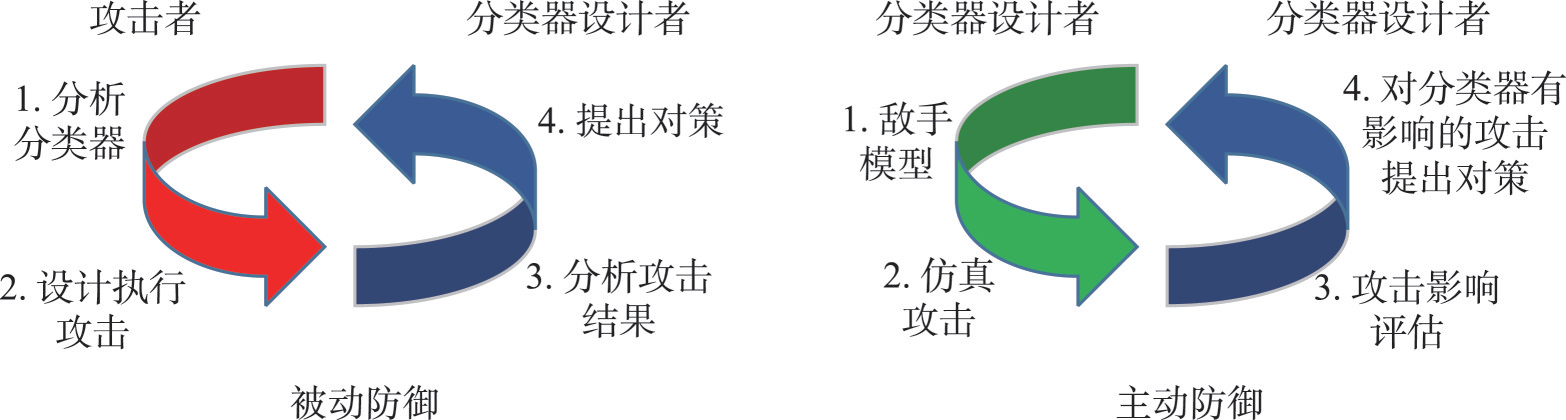 攻击者
分类器设计者
1. 分析
分类器
4. 提出对策
2. 设计执行
攻击
3. 分析攻击
结果
被动防御
分类器设计者
分类器设计者
1. 敌手
模型
4. 对分类器有
影响的攻击
提出对策
2. 仿真
攻击
3. 攻击影响
评估
主动防御